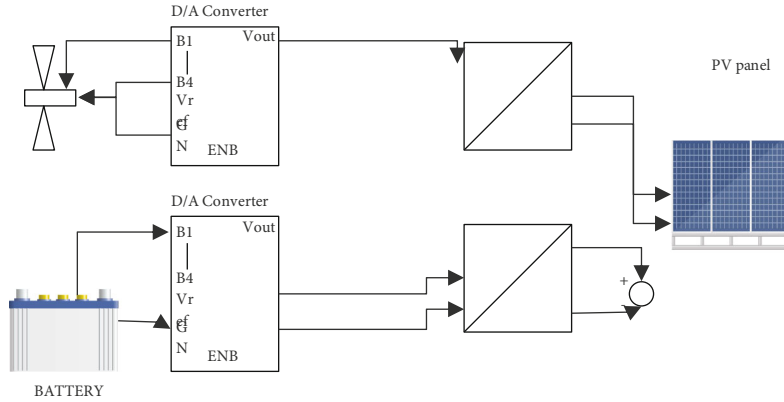 D/A Converter
B1
Vout
B4
Vr
ef
G
N
ENB
PV panel
D/A Converter
B1
Vout
B4
Vr
ef
G
N
ENB
+
-
BATTERY